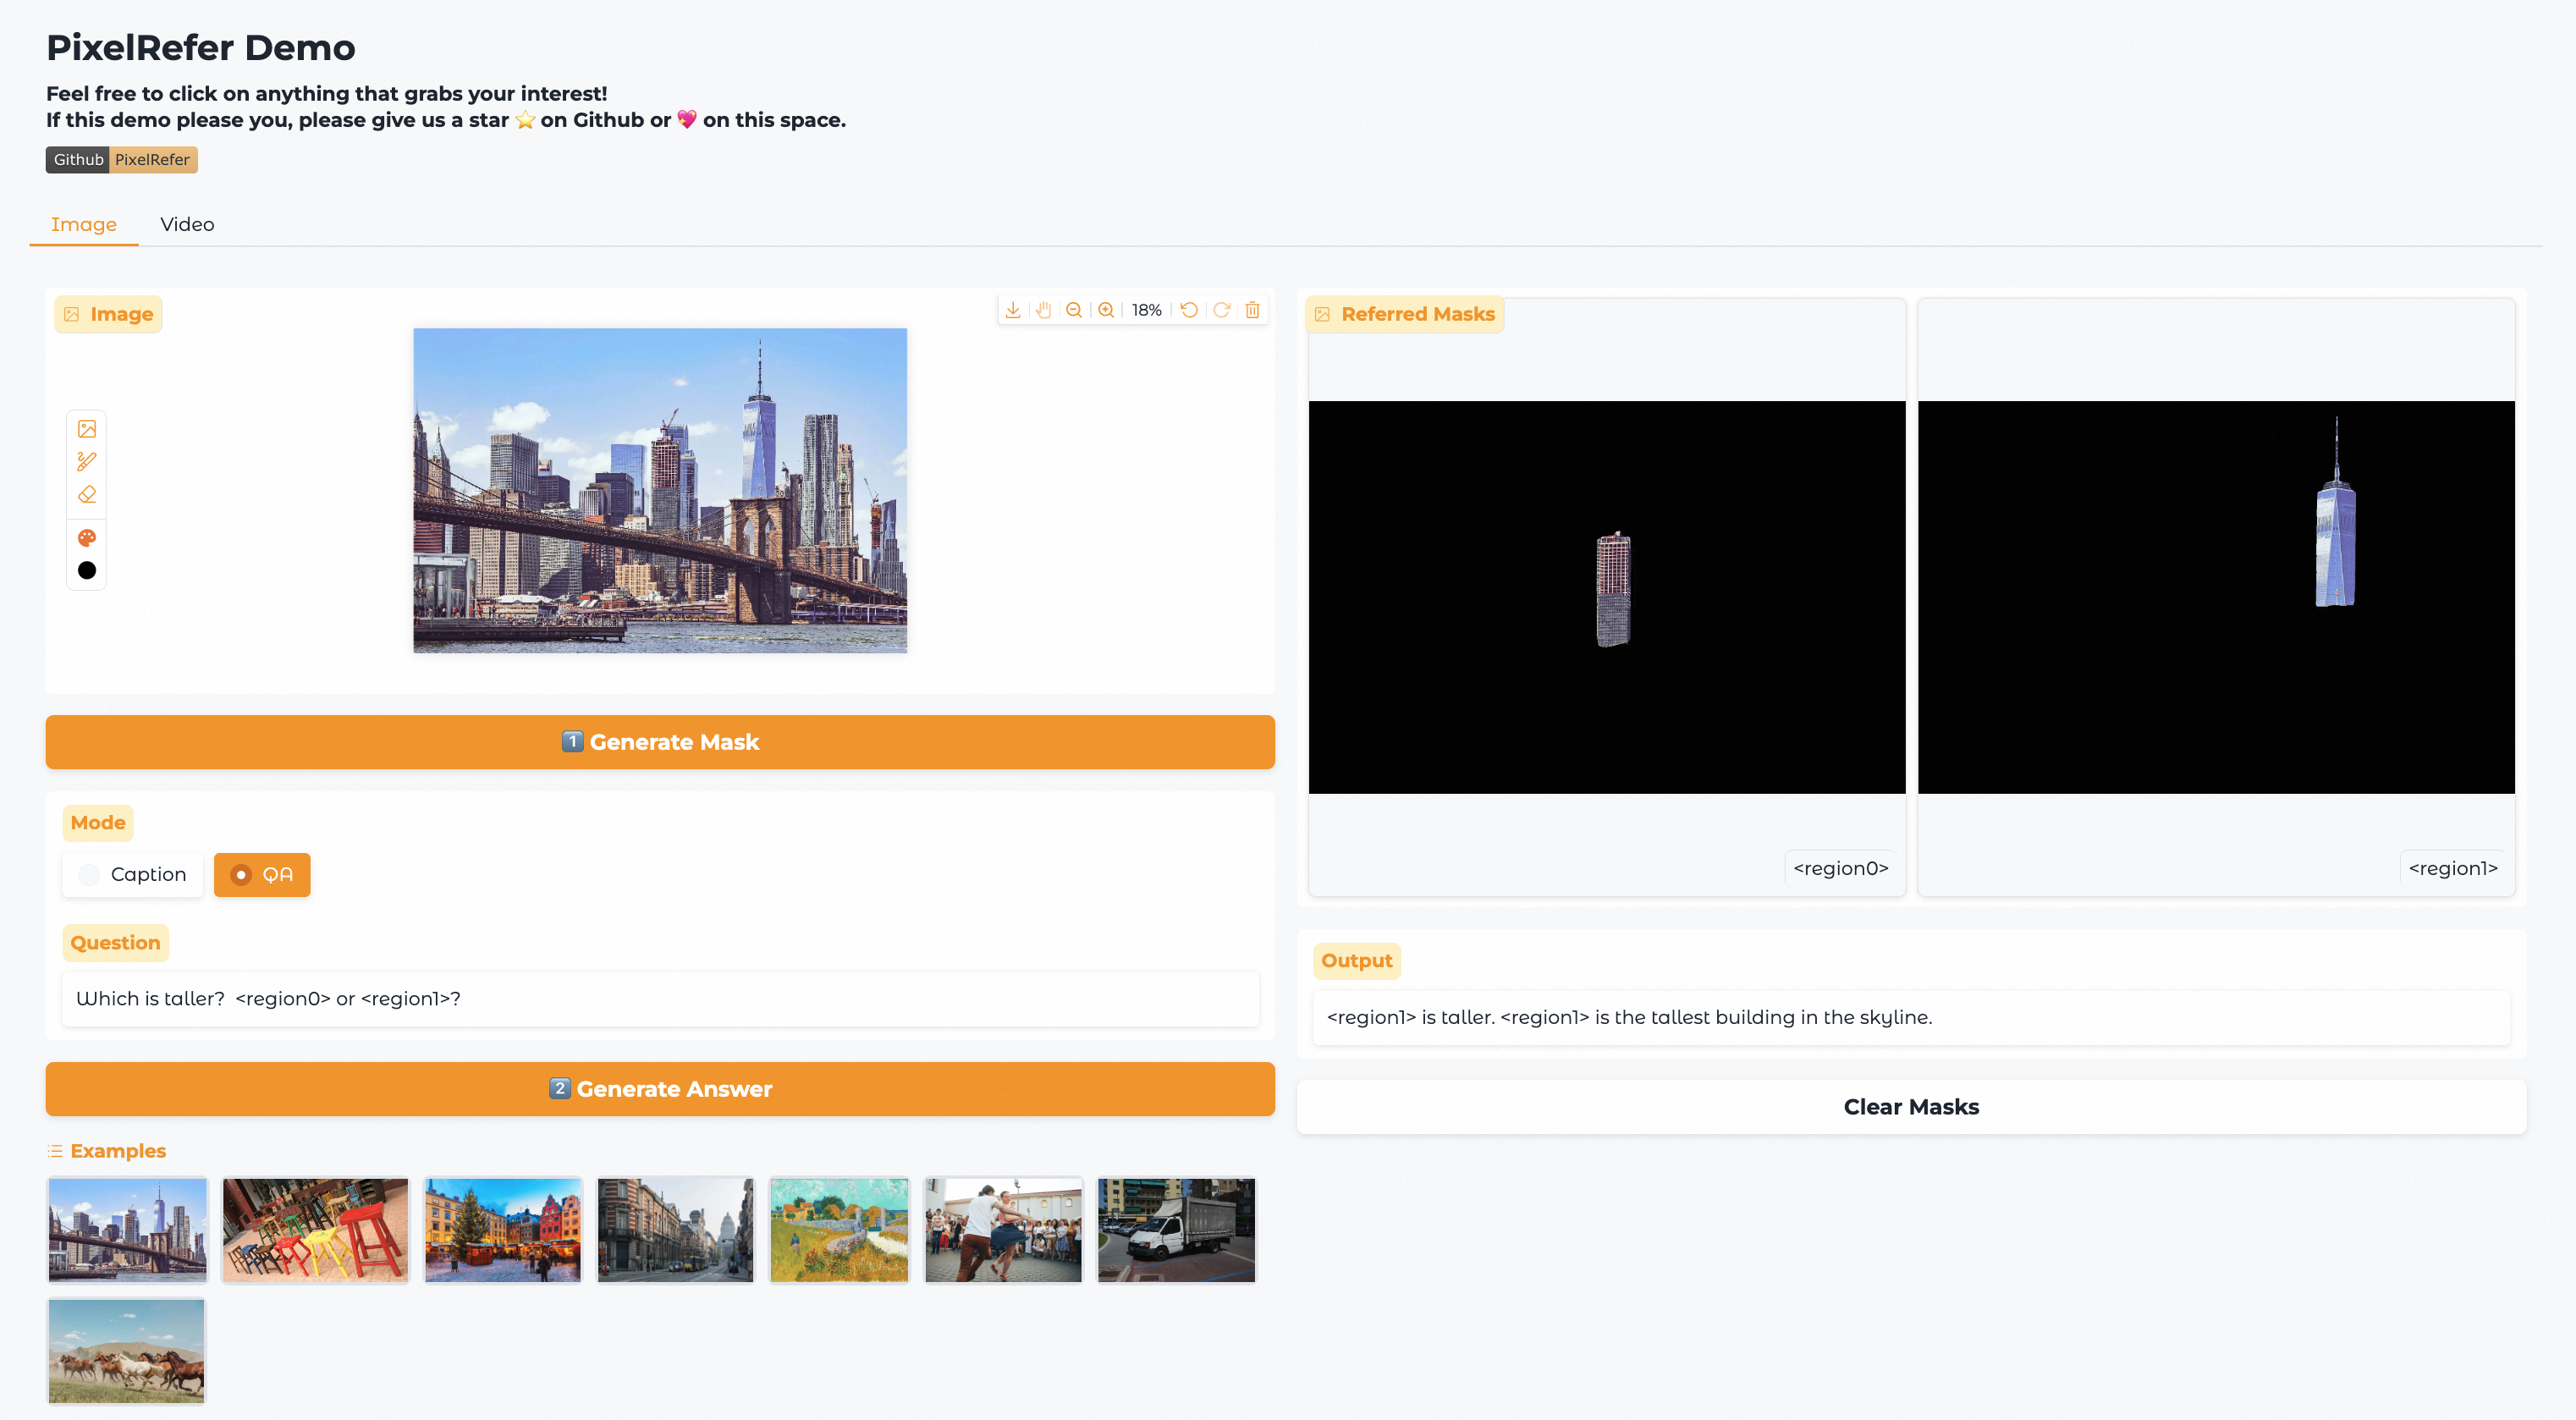 PixelRefer Demo
Feel free to click on anything that grabs your interest!
If this demo please you, please give us a star ⭐ on Github or 💖 on this space.
Github PixelRefer
Image Video
Image
18%
1️⃣ Generate Mask
Mode
Caption QA
Question
Which is taller? <region0> or <region1>?
2️⃣ Generate Answer
Examples
Referred Masks
<region0>
<region1>
Output
<region1> is taller. <region1> is the tallest building in the skyline.
Clear Masks